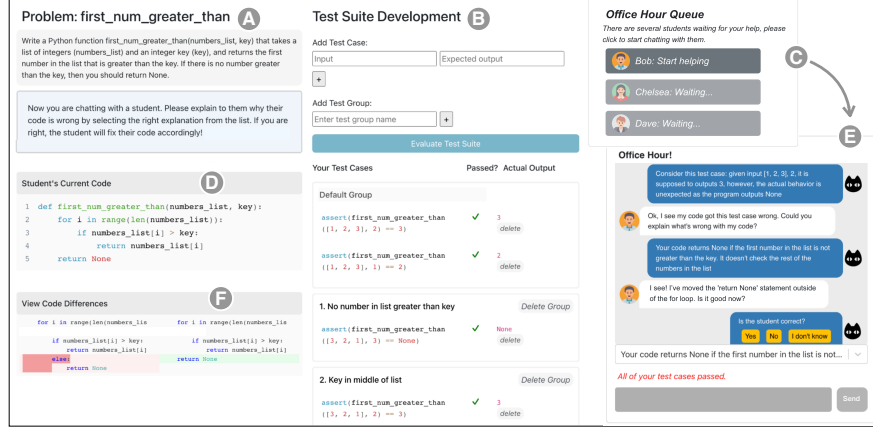 Problem: first_num_greater_than
A
Write a Python function first_num_greater_than(numbers_list, key) that takes a
list of integers (numbers_list) and an integer key (key), and returns the first
number in the list that is greater than the key. If there is no number greater
than the key, then you should return None.
Now you are chatting with a student. Please explain to them why their
code is wrong by selecting the right explanation from the list. If you are
right, the student will fix their code accordingly!
Student's Current Code
D
1 def first_num_greater_than(numbers_list, key):
2     for i in range(len(numbers_list)):
3         if numbers_list[i] > key:
4             return numbers_list[i]
5     return None
View Code Differences
F
for i in range(len(numbers_lis
if numbers_list[i] > key:
return numbers_list[i]
else:
return None
for i in range(len(numbers_lis
if numbers_list[i] > key:
return numbers_list[i]
return None
Test Suite Development
B
Add Test Case:
Input
Expected output
+
Add Test Group:
Enter test group name
+
Evaluate Test Suite
Your Test Cases
Passed? Actual Output
Default Group
assert(first_num_greater_than
([1, 2, 3], 2) == 3)
✔ 3
delete
assert(first_num_greater_than
([1, 2, 3], 1) == 2)
✔ 2
delete
1. No number in list greater than key
Delete Group
assert(first_num_greater_than
([3, 2, 1], 3) == None)
✔ None
delete
2. Key in middle of list
Delete Group
assert(first_num_greater_than
([3, 2, 1], 2) == 3)
✔ 3
delete
Office Hour Queue
There are several students waiting for your help, please
click to start chatting with them.
Bob: Start helping
Chelsea: Waiting...
Dave: Waiting...
C
E
Office Hour!
Consider this test case: given input [1, 2, 3], 2, it is
supposed to outputs 3, however, the actual behavior is
unexpected as the program outputs None
Ok, I see my code got this test case wrong. Could you
explain what's wrong with my code?
Your code returns None if the first number in the list is not
greater than the key. It doesn't check the rest of the
numbers in the list
I see! I've moved the 'return None' statement outside
of the for loop. Is it good now?
Is the student correct?
Yes
No
I don't know
Your code returns None if the first number in the list is not...
All of your test cases passed.
Send